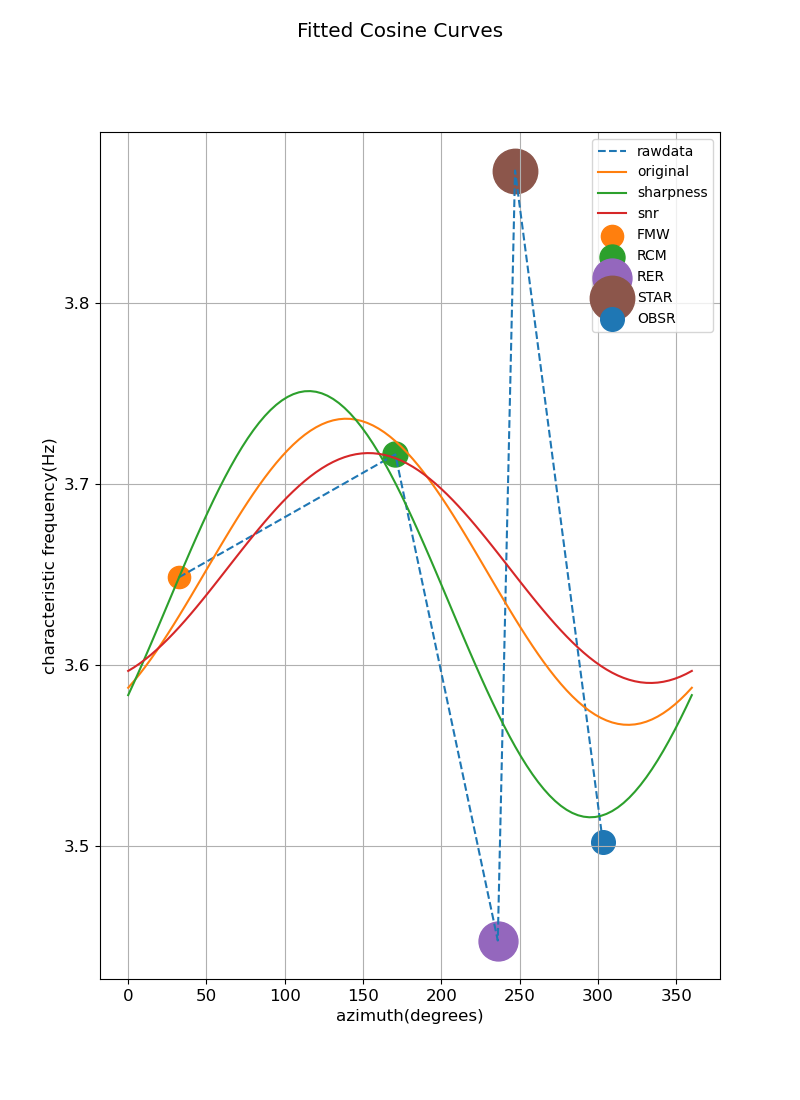 Fitted Cosine Curves
rawdata
original
sharpness
snr
FMW
RCM
RER
STAR
OBSR
3.8
3.7
3.6
3.5
characteristic frequency(Hz)
0 50 100 150 200 250 300 350
azimuth(degrees)